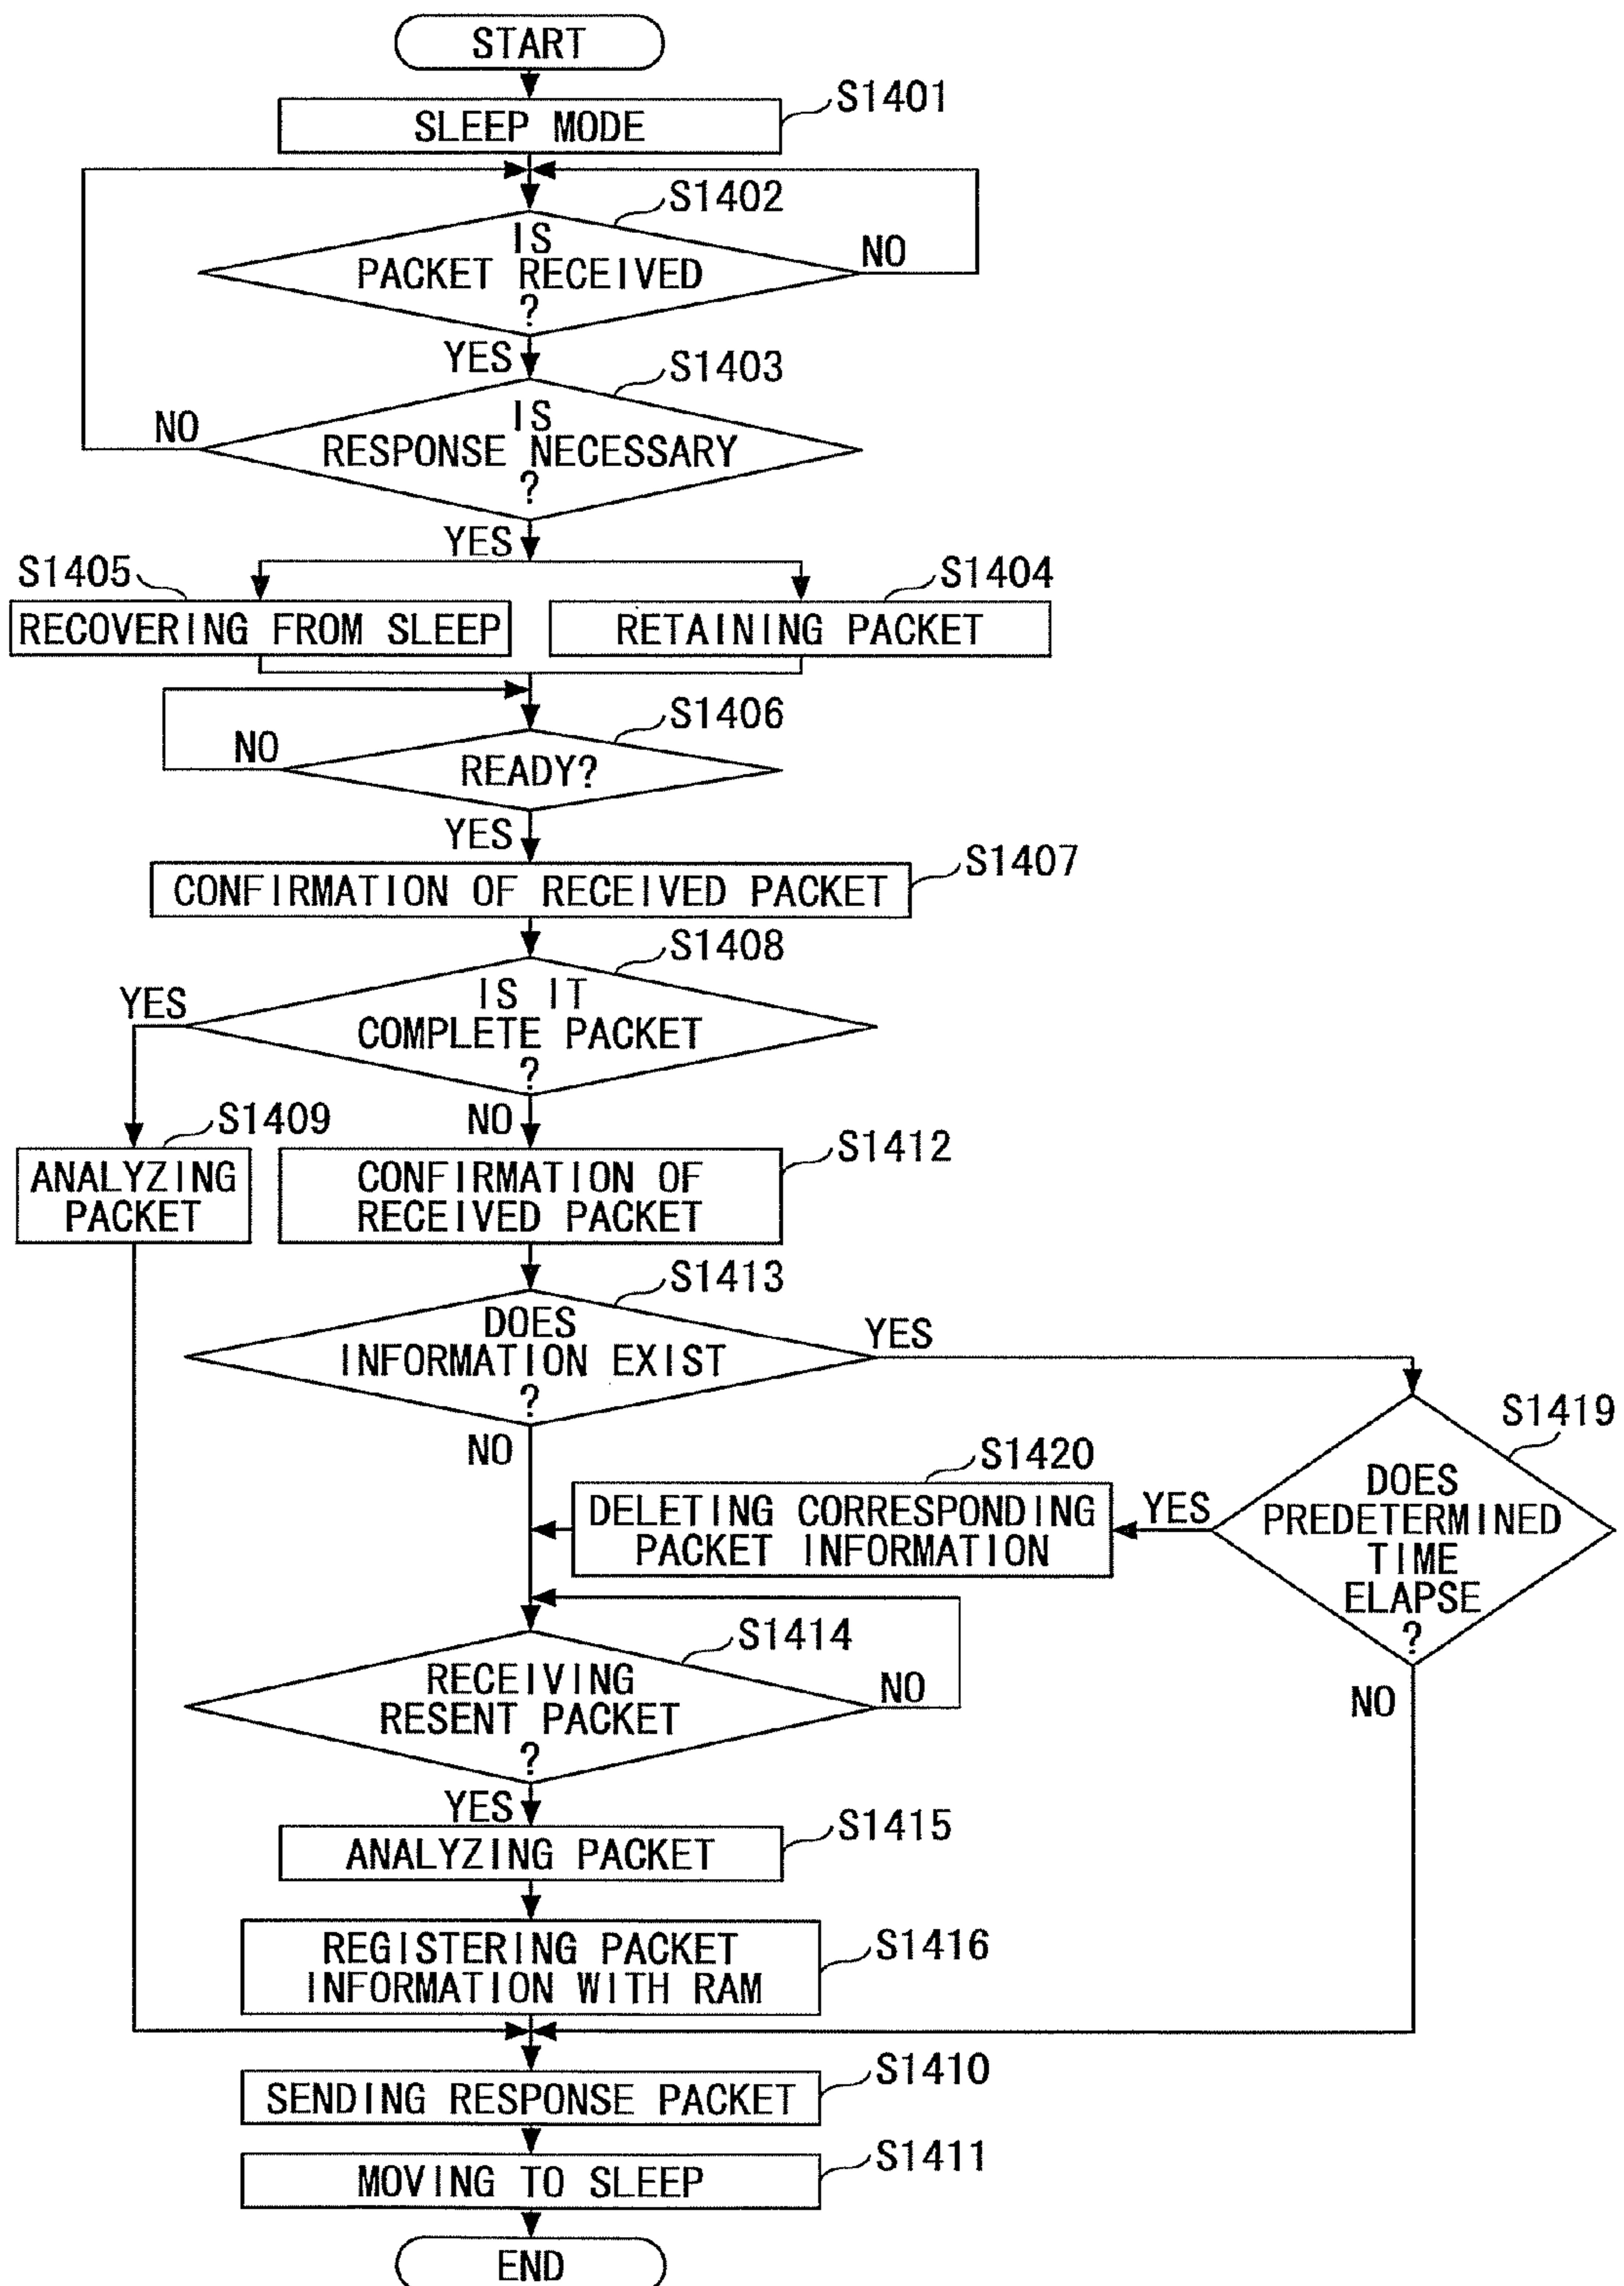 START
S1401
SLEEP MODE
S1402
IS
PACKET RECEIVED
?
NO
YES
S1403
IS
RESPONSE NECESSARY
?
NO
YES
S1405
RECOVERING FROM SLEEP
S1404
RETAINING PACKET
S1406
READY?
NO
YES
S1407
CONFIRMATION OF RECEIVED PACKET
S1408
IS IT
COMPLETE PACKET
?
YES
NO
S1409
ANALYZING
PACKET
S1412
CONFIRMATION OF
RECEIVED PACKET
S1413
DOES
INFORMATION EXIST
?
YES
NO
S1419
DOES
PREDETERMINED
TIME
ELAPSE
?
YES
NO
S1420
DELETING CORRESPONDING
PACKET INFORMATION
S1414
RECEIVING
RESENT PACKET
?
NO
YES
S1415
ANALYZING PACKET
S1416
REGISTERING PACKET
INFORMATION WITH RAM
S1410
SENDING RESPONSE PACKET
S1411
MOVING TO SLEEP
END